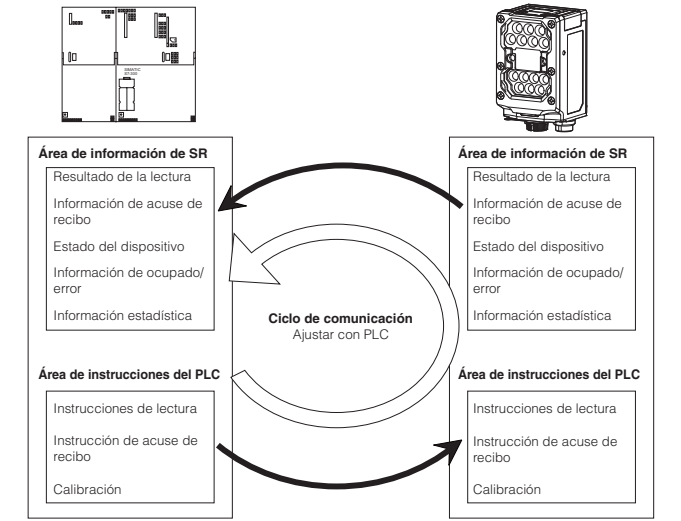 SIMATIC
S7-300
Área de información de SR
Resultado de la lectura
Información de acuse de
recibo
Estado del dispositivo
Información de ocupado/
error
Información estadística
Área de instrucciones del PLC
Instrucciones de lectura
Instrucción de acuse de
recibo
Calibración
Ciclo de comunicación
Ajustar con PLC
Área de información de SR
Resultado de la lectura
Información de acuse de
recibo
Estado del dispositivo
Información de ocupado/
error
Información estadística
Área de instrucciones del PLC
Instrucciones de lectura
Instrucción de acuse de
recibo
Calibración